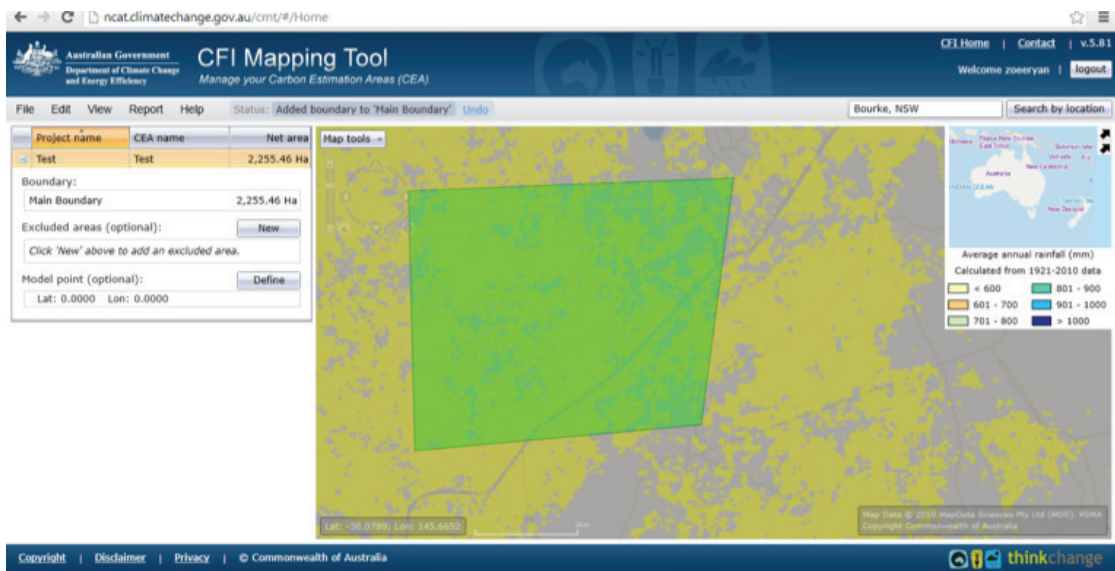 ncat.climatechange.gov.au/cmt/#/Home
Australian Government
Department of Climate Change
and Energy Efficiency
CFI Mapping Tool
Manage your Carbon Estimation Areas (CEA)
CFI Home | Contact | v.5.81
Welcome zoeeryan | logout
File Edit View Report Help
Status: Added boundary to 'Main Boundary' Undo
Bourke, NSW
Search by location
Project name CEA name Net area
Test Test 2,255.46 Ha
Boundary:
Main Boundary 2,255.46 Ha
Excluded areas (optional): New
Click 'New' above to add an excluded area.
Model point (optional): Define
Lat: 0.0000 Lon: 0.0000
Map tools
Papua New Guinea
Australia
New Caledonia
INDIAN OCEAN
New Zealand
Average annual rainfall (mm)
Calculated from 1921-2010 data
< 600 801 - 900
601 - 700 901 - 1000
701 - 800 > 1000
Lat: -30.0789; Lon: 145.6652
2km
Map Data © 2010 MapData Sciences Pty Ltd (MDS), PSMA
Copyright Commonwealth of Australia
Copyright | Disclaimer | Privacy | © Commonwealth of Australia
thinkchange